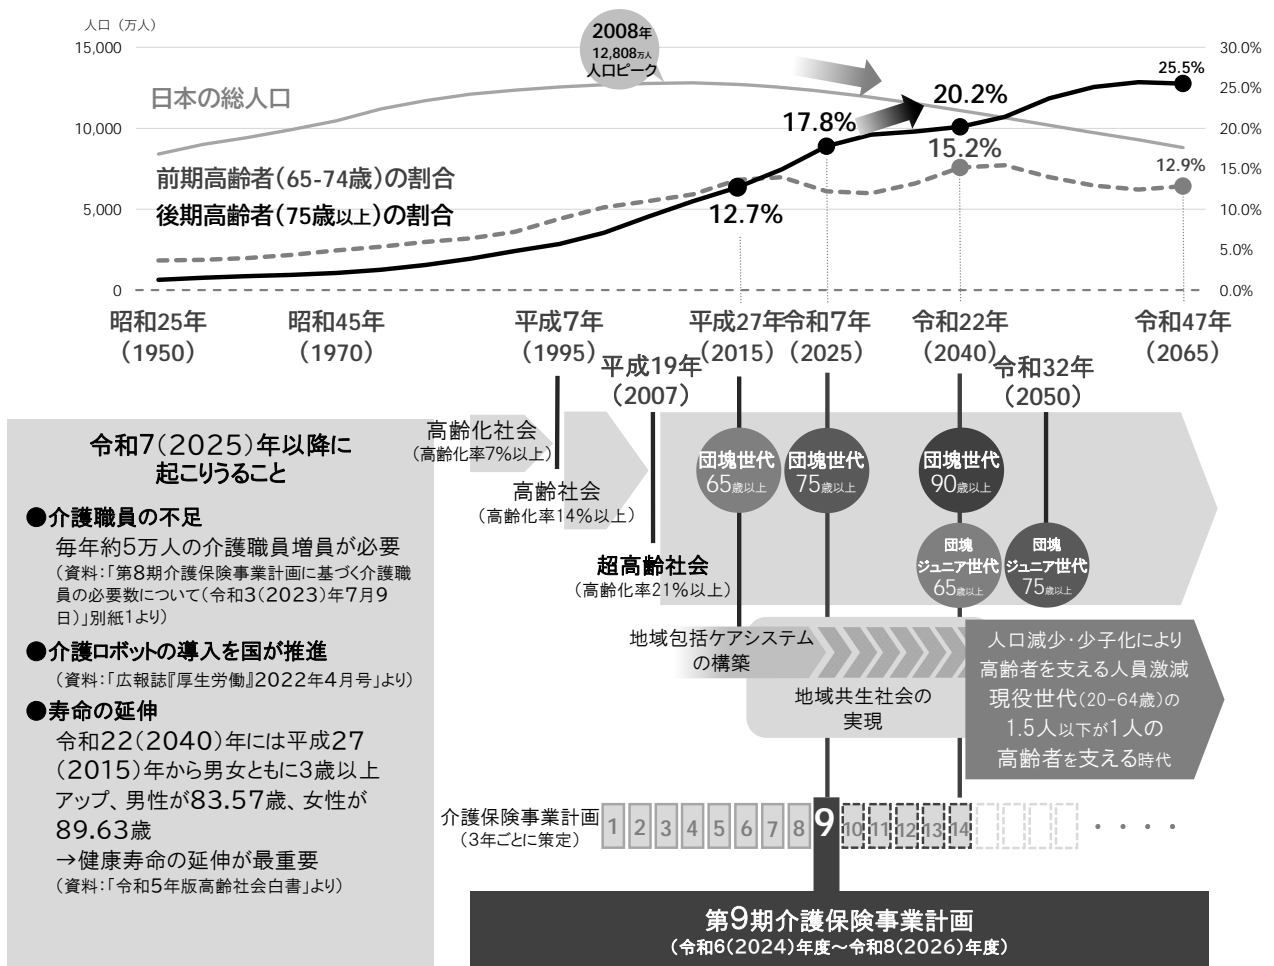 人口（万人）
15,000
10,000
5,000
0
30.0%
25.0%
20.0%
15.0%
10.0%
5.0%
0.0%
2008年
12,808万人
人口ピーク
日本の総人口
前期高齢者（65-74歳）の割合
後期高齢者（75歳以上）の割合
12.7%
17.8%
20.2%
15.2%
25.5%
12.9%
昭和25年
（1950）
昭和45年
（1970）
平成7年
（1995）
平成19年
（2007）
平成27年
（2015）
令和7年
（2025）
令和22年
（2040）
令和32年
（2050）
令和47年
（2065）
令和7（2025）年以降に
起こりうること
●介護職員の不足
毎年約5万人の介護職員増員が必要
（資料：「第8期介護保険事業計画に基づく介護職
員の必要数について（令和3（2023）年7月9
日）」別紙1より）
●介護ロボットの導入を国が推進
（資料：「広報誌『厚生労働』2022年4月号」より）
●寿命の延伸
令和22（2040）年には平成27
（2015）年から男女ともに3歳以上
アップ、男性が83.57歳、女性が
89.63歳
→健康寿命の延伸が最重要
（資料：「令和5年版高齢社会白書」より）
高齢化社会
（高齢化率7%以上）
高齢社会
（高齢化率14%以上）
超高齢社会
（高齢化率21%以上）
団塊世代
65歳以上
団塊世代
75歳以上
団塊世代
90歳以上
団塊
ジュニア世代
65歳以上
団塊
ジュニア世代
75歳以上
地域包括ケアシステム
の構築
地域共生社会の
実現
人口減少・少子化により
高齢者を支える人員激減
現役世代（20-64歳）の
1.5人以下が1人の
高齢者を支える時代
介護保険事業計画
（3年ごとに策定）
1 2 3 4 5 6 7 8 9 10 11 12 13 14 ・・・・
第9期介護保険事業計画
（令和6（2024）年度～令和8（2026）年度）